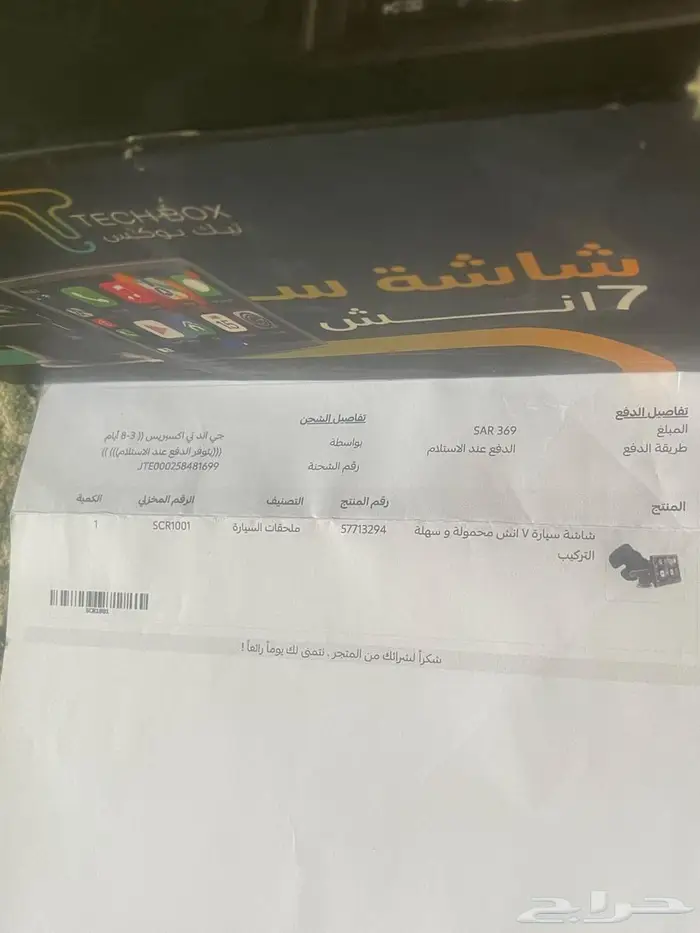 TECHBOX
تيك بوكس
شاشة
7 انش
تفاصيل الدفع
المبلغ SAR 369
طريقة الدفع الدفع عند الاستلام
تفاصيل الشحن
بواسطة جي اند تي اكسبريس (( 3-8 أيام
(((يتوفر الدفع عند الاستلام))) ))
رقم الشحنة JTE000258481699,
المنتج رقم المنتج التصنيف الرقم المخزني الكمية
شاشة سيارة ٧ انش محمولة و سهلة 57713294 ملحقات السيارة SCR1001 1
التركيب
SCR1001
شكراً لشرائك من المتجر , نتمنى لك يوماً رائعاً !
حراج